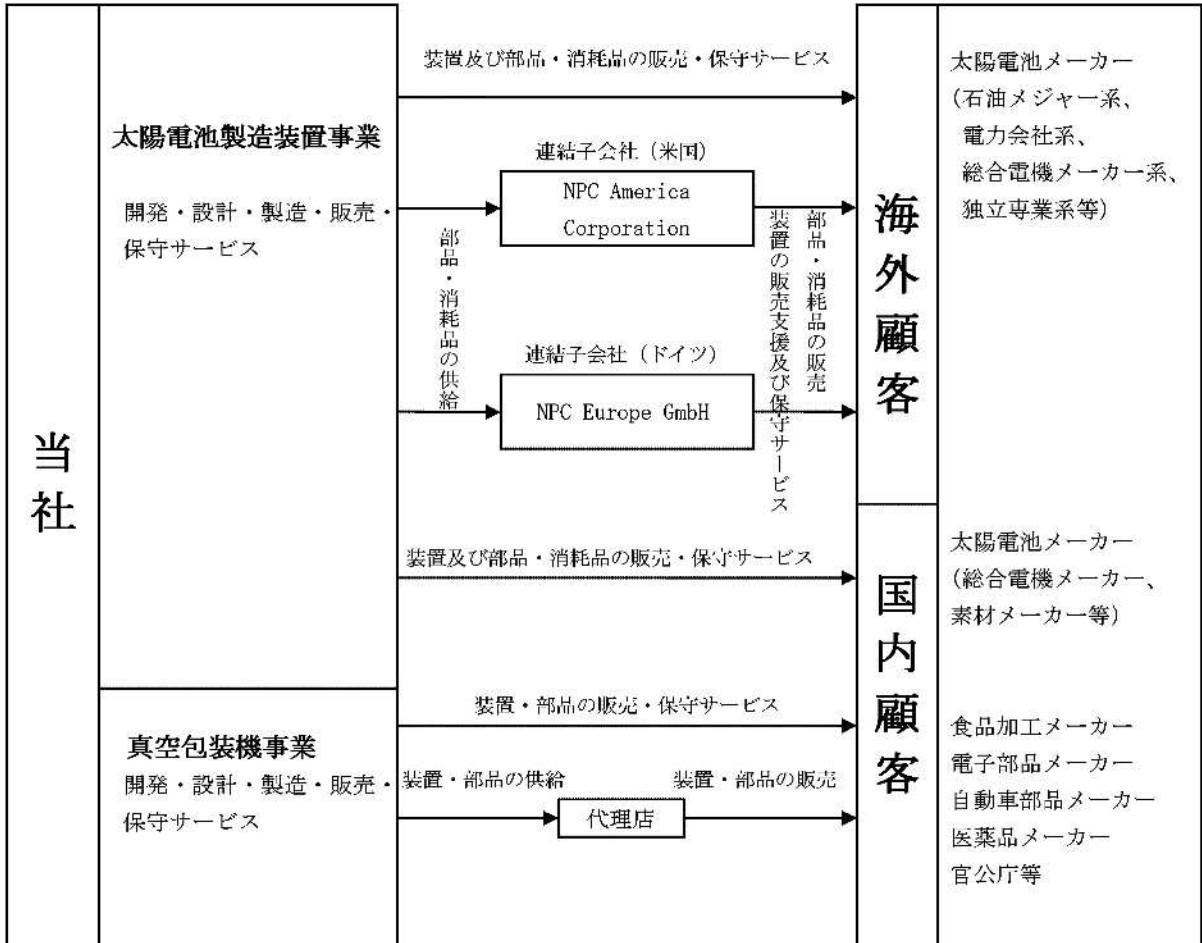 当社
太陽電池製造装置事業
開発・設計・製造・販売・
保守サービス
真空包装機事業
開発・設計・製造・販売・
保守サービス
装置及び部品・消耗品の販売・保守サービス
連結子会社（米国）
NPC America
Corporation
部品・消耗品の供給
部品・消耗品の販売
装置の販売支援及び保守サービス
連結子会社（ドイツ）
NPC Europe GmbH
装置及び部品・消耗品の販売・保守サービス
装置・部品の販売・保守サービス
装置・部品の供給
代理店
装置・部品の販売
海外顧客
国内顧客
太陽電池メーカー
(石油メジャー系、
電力会社系、
総合電機メーカー系、
独立専業系等)
太陽電池メーカー
(総合電機メーカー、
素材メーカー等)
食品加工メーカー
電子部品メーカー
自動車部品メーカー
医薬品メーカー
官公庁等